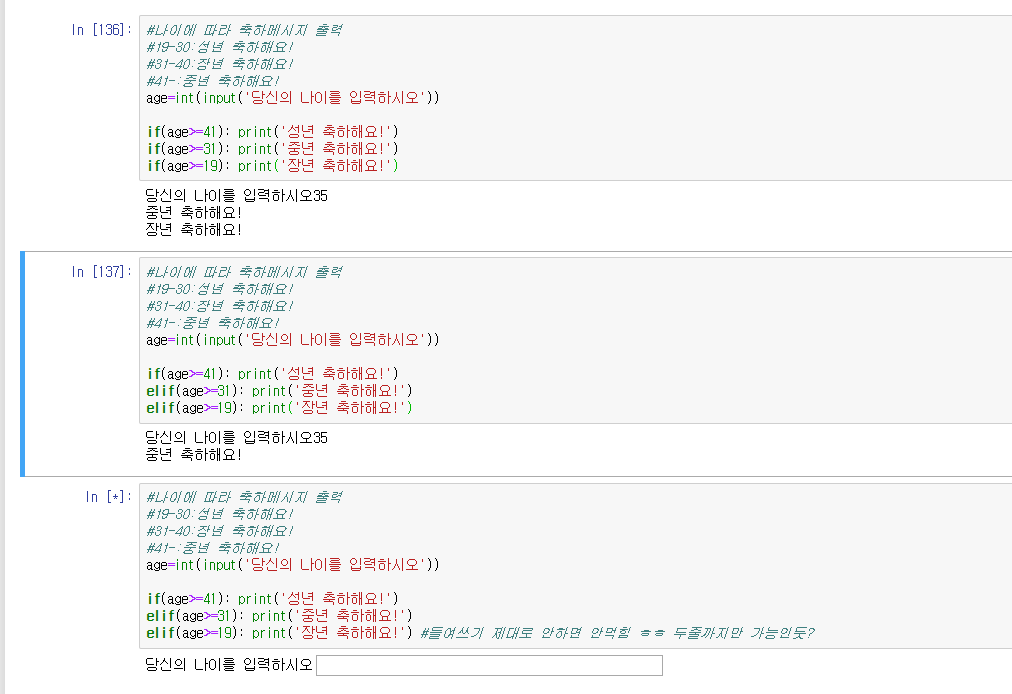 In [136]:
#나이에 따라 축하메시지 출력
#19-30:성년 축하해요!
#31-40:장년 축하해요!
#41-:중년 축하해요!
age=int(input('당신의 나이를 입력하시오'))
if(age>=41): print('성년 축하해요!')
if(age>=31): print('중년 축하해요!')
if(age>=19): print('장년 축하해요!')
당신의 나이를 입력하시오35
중년 축하해요!
장년 축하해요!
In [137]:
#나이에 따라 축하메시지 출력
#19-30:성년 축하해요!
#31-40:장년 축하해요!
#41-:중년 축하해요!
age=int(input('당신의 나이를 입력하시오'))
if(age>=41): print('성년 축하해요!')
elif(age>=31): print('중년 축하해요!')
elif(age>=19): print('장년 축하해요!')
당신의 나이를 입력하시오35
중년 축하해요!
In [*]:
#나이에 따라 축하메시지 출력
#19-30:성년 축하해요!
#31-40:장년 축하해요!
#41-:중년 축하해요!
age=int(input('당신의 나이를 입력하시오'))
if(age>=41): print('성년 축하해요!')
elif(age>=31): print('중년 축하해요!')
elif(age>=19): print('장년 축하해요!') #들여쓰기 제대로 안하면 안먹힘 ㅎㅎ 두줄까지만 가능인듯?
당신의 나이를 입력하시오